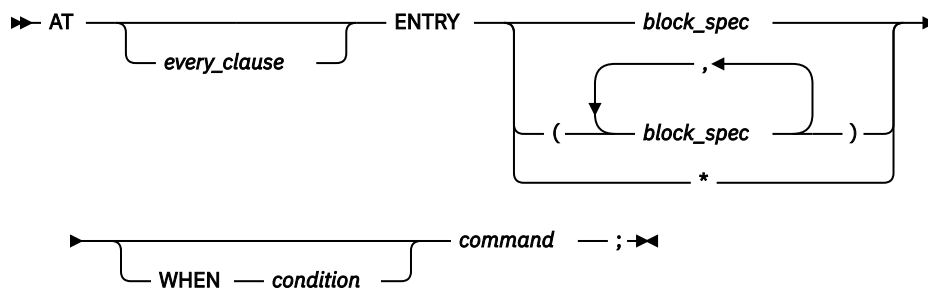 AT ENTRY block_spec
every_clause
,
( block_spec )
*
command ;
WHEN condition